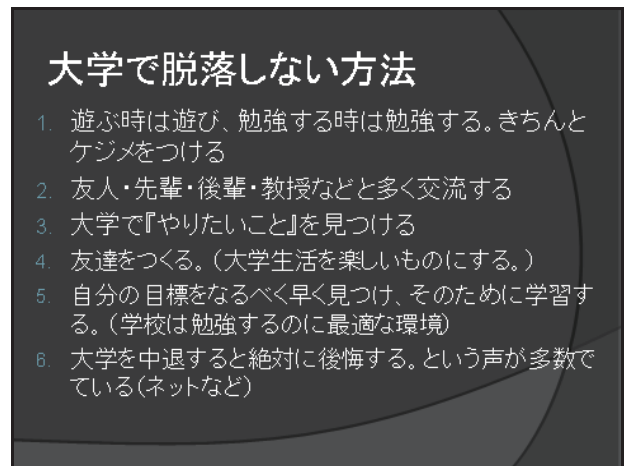 大学で脱落しない方法
1. 遊ぶ時は遊び、勉強する時は勉強する。きちんと
ケジメをつける
2. 友人・先輩・後輩・教授などと多く交流する
3. 大学で『やりたいこと』を見つける
4. 友達をつくる。（大学生活を楽しいものにする。）
5. 自分の目標をなるべく早く見つけ、そのために学習す
る。（学校は勉強するのに最適な環境）
6. 大学を中退すると絶対に後悔する。という声が多数で
ている（ネットなど）